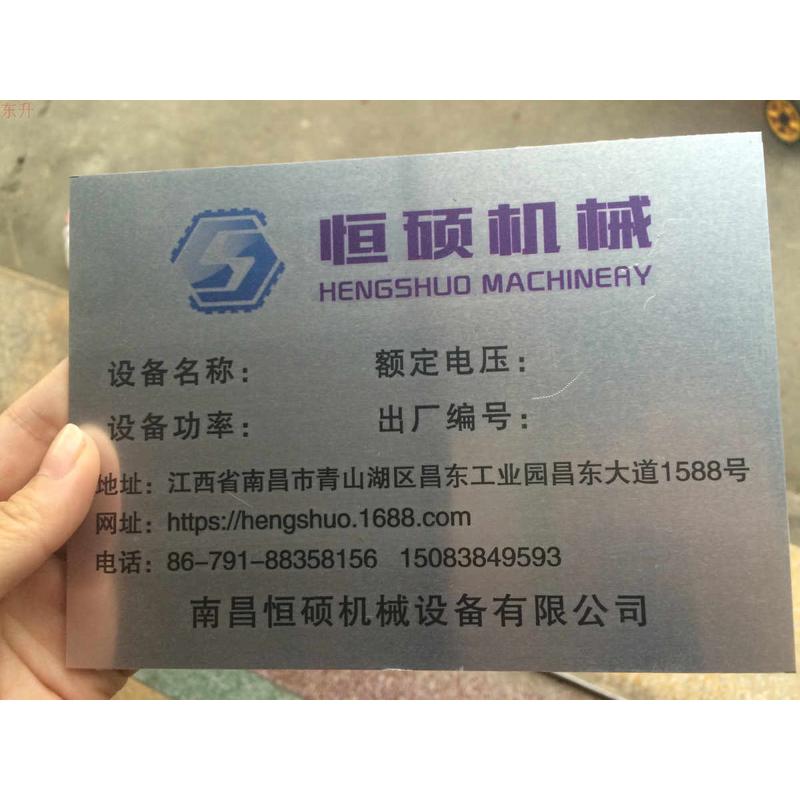 东升
恒硕机械
HENGSHUO MACHINERY
设备名称： 额定电压：
设备功率： 出厂编号：
地址：江西省南昌市青山湖区昌东工业园昌东大道1588号
网址：https://hengshuo.1688.com
电话：86-791-88358156 15083849593
南昌恒硕机械设备有限公司